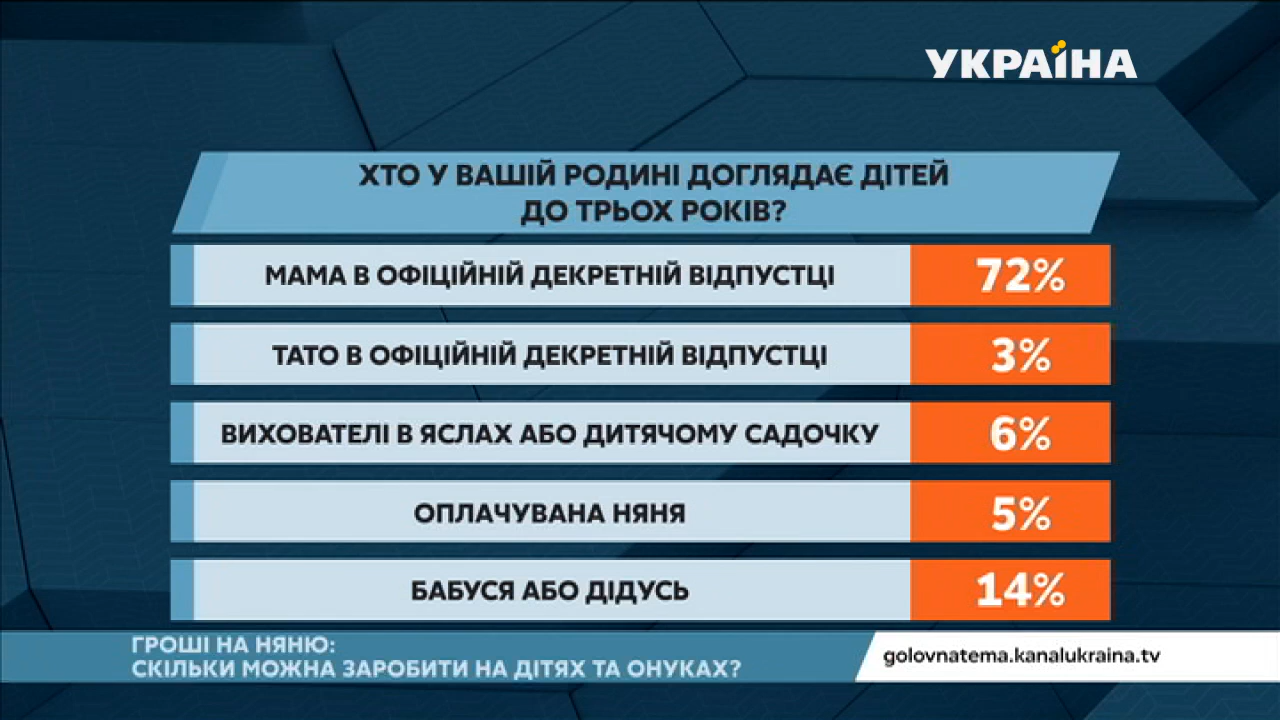 УКРАЇНА
ХТО У ВАШІЙ РОДИНІ ДОГЛЯДАЄ ДІТЕЙ
ДО ТРЬОХ РОКІВ?
МАМА В ОФІЦІЙНІЙ ДЕКРЕТНІЙ ВІДПУСТЦІ 72%
ТАТО В ОФІЦІЙНІЙ ДЕКРЕТНІЙ ВІДПУСТЦІ 3%
ВИХОВАТЕЛІ В ЯСЛАХ АБО ДИТЯЧОМУ САДОЧКУ 6%
ОПЛАЧУВАНА НЯНЯ 5%
БАБУСЯ АБО ДІДУСЬ 14%
ГРОШІ НА НЯНЮ:
СКІЛЬКИ МОЖНА ЗАРОБИТИ НА ДІТЯХ ТА ОНУКАХ?
golovnatema.kanalukraina.tv